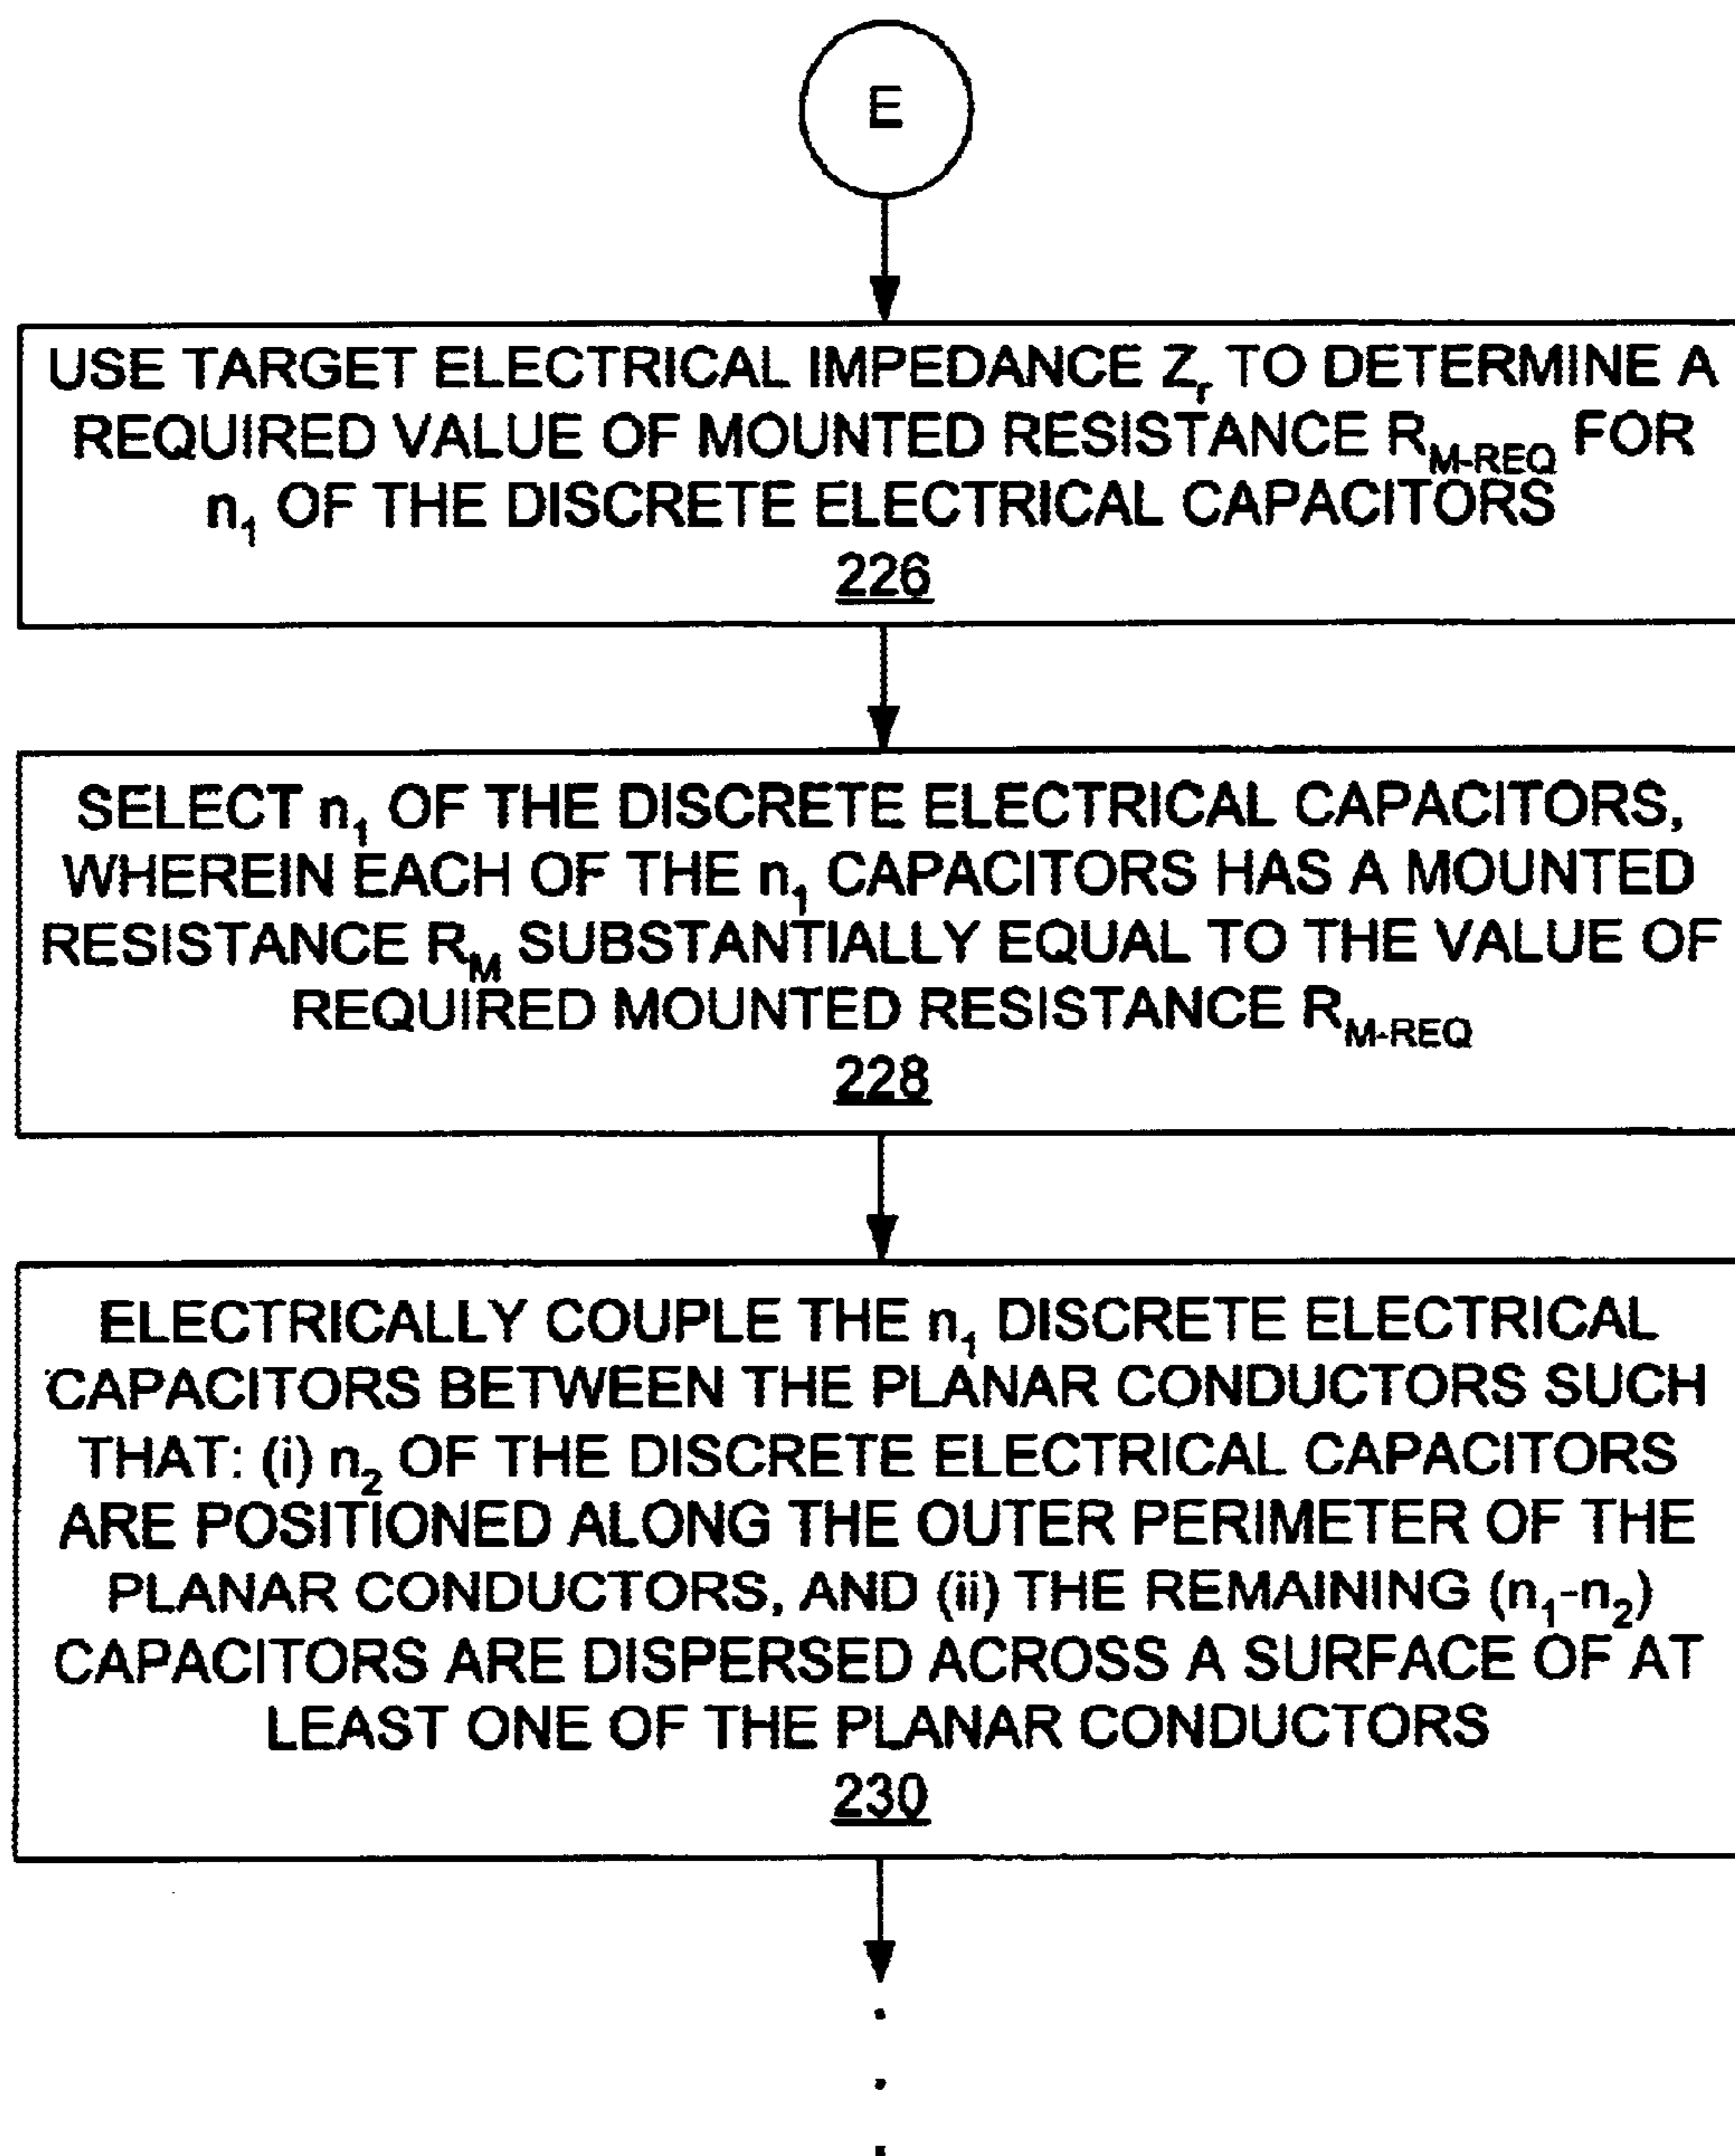 E
USE TARGET ELECTRICAL IMPEDANCE Zᵣ TO DETERMINE A
REQUIRED VALUE OF MOUNTED RESISTANCE R_M-REQ FOR
n₁ OF THE DISCRETE ELECTRICAL CAPACITORS
226
SELECT n₁ OF THE DISCRETE ELECTRICAL CAPACITORS,
WHEREIN EACH OF THE n₁ CAPACITORS HAS A MOUNTED
RESISTANCE R_M SUBSTANTIALLY EQUAL TO THE VALUE OF
REQUIRED MOUNTED RESISTANCE R_M-REQ
228
ELECTRICALLY COUPLE THE n₁ DISCRETE ELECTRICAL
CAPACITORS BETWEEN THE PLANAR CONDUCTORS SUCH
THAT: (i) n₂ OF THE DISCRETE ELECTRICAL CAPACITORS
ARE POSITIONED ALONG THE OUTER PERIMETER OF THE
PLANAR CONDUCTORS, AND (ii) THE REMAINING (n₁-n₂)
CAPACITORS ARE DISPERSED ACROSS A SURFACE OF AT
LEAST ONE OF THE PLANAR CONDUCTORS
230